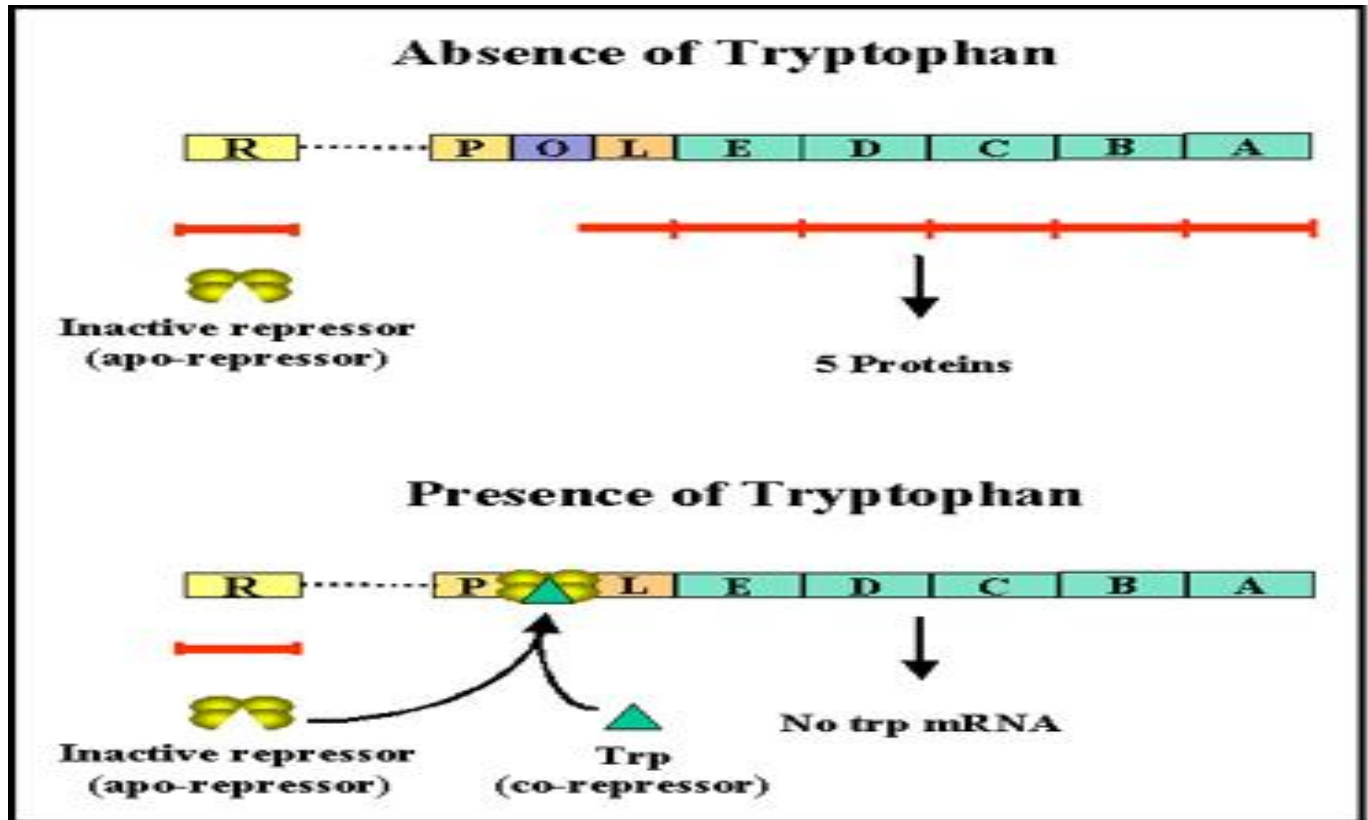 Absence of Tryptophan
R P O L E D C B A
Inactive repressor
(apo-repressor)
5 Proteins
Presence of Tryptophan
R P L E D C B A
Inactive repressor
(apo-repressor)
Trp
(co-repressor)
No trp mRNA